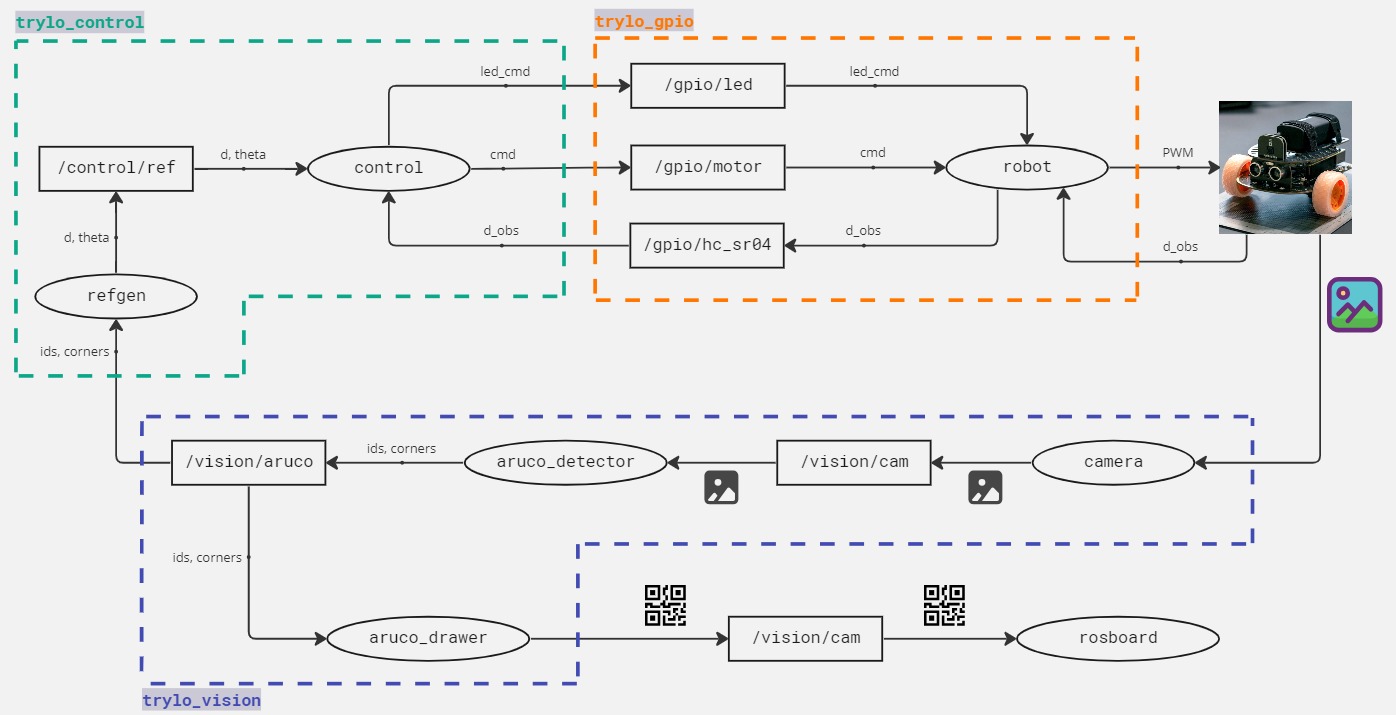 trylo_control
trylo_gpio
led_cmd
/gpio/led
led_cmd
/control/ref
d, theta
control
cmd
/gpio/motor
cmd
robot
PWM
d, theta
d_obs
/gpio/hc_sr04
d_obs
d_obs
refgen
ids, corners
/vision/aruco
ids, corners
aruco_detector
/vision/cam
camera
ids, corners
aruco_drawer
/vision/cam
rosboard
trylo_vision